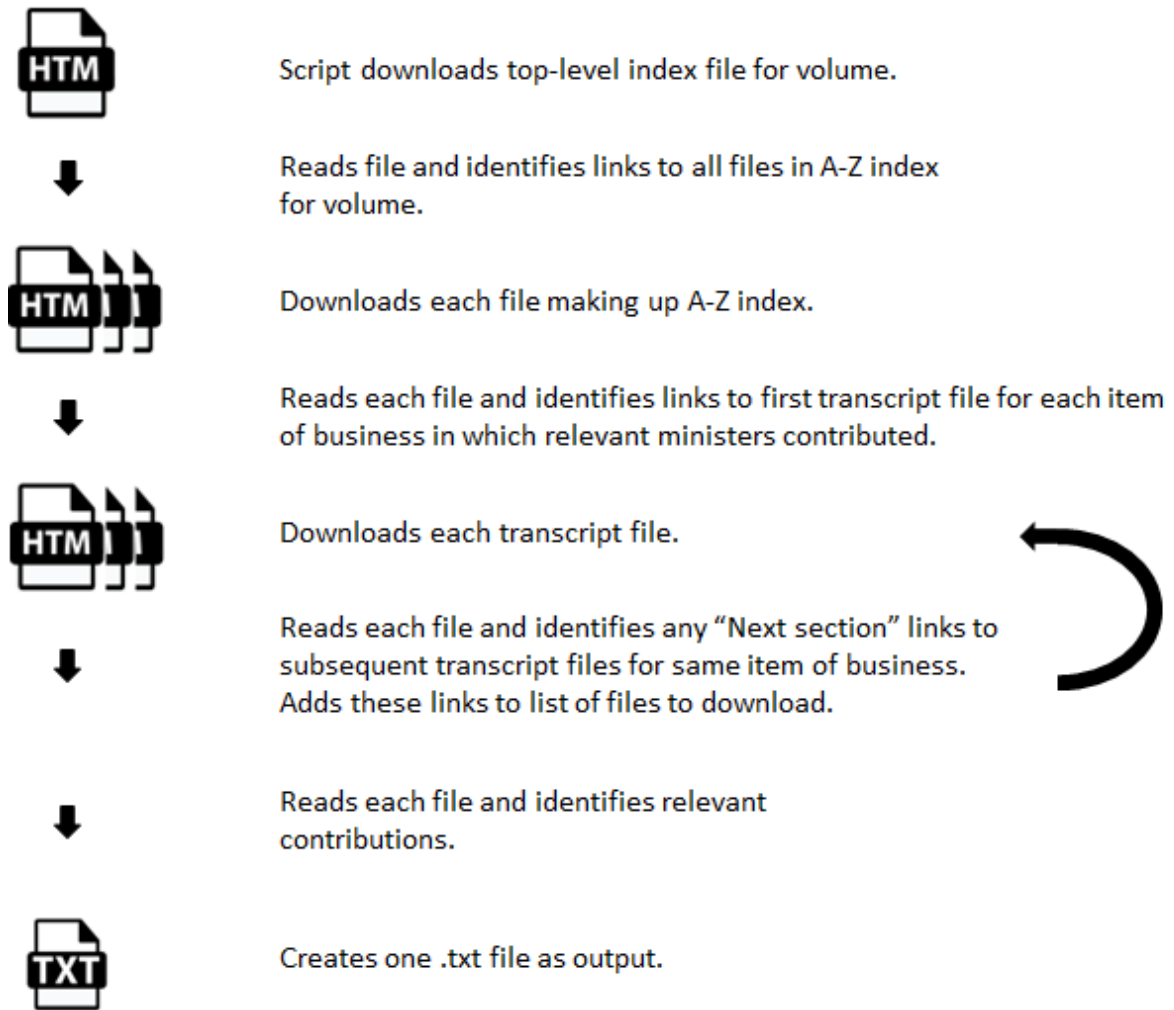 HTM
Script downloads top-level index file for volume.
Reads file and identifies links to all files in A-Z index
for volume.
HTM
Downloads each file making up A-Z index.
Reads each file and identifies links to first transcript file for each item
of business in which relevant ministers contributed.
HTM
Downloads each transcript file.
Reads each file and identifies any “Next section” links to
subsequent transcript files for same item of business.
Adds these links to list of files to download.
Reads each file and identifies relevant
contributions.
TXT
Creates one .txt file as output.